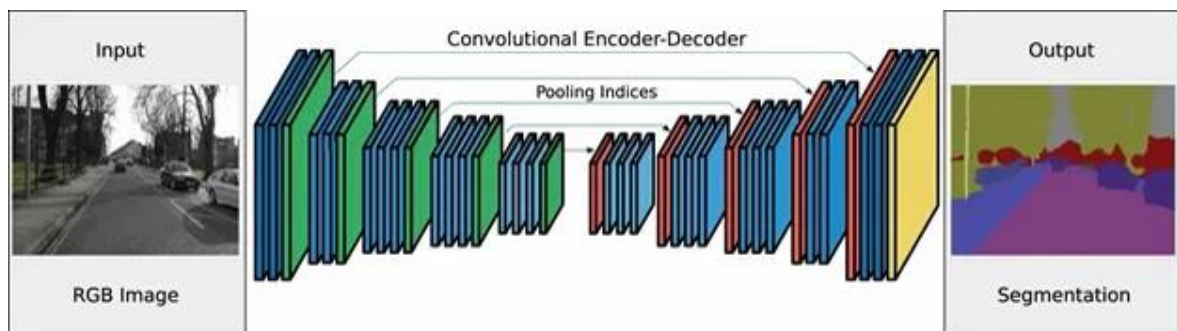 Input
RGB Image
Convolutional Encoder-Decoder
Pooling Indices
Output
Segmentation